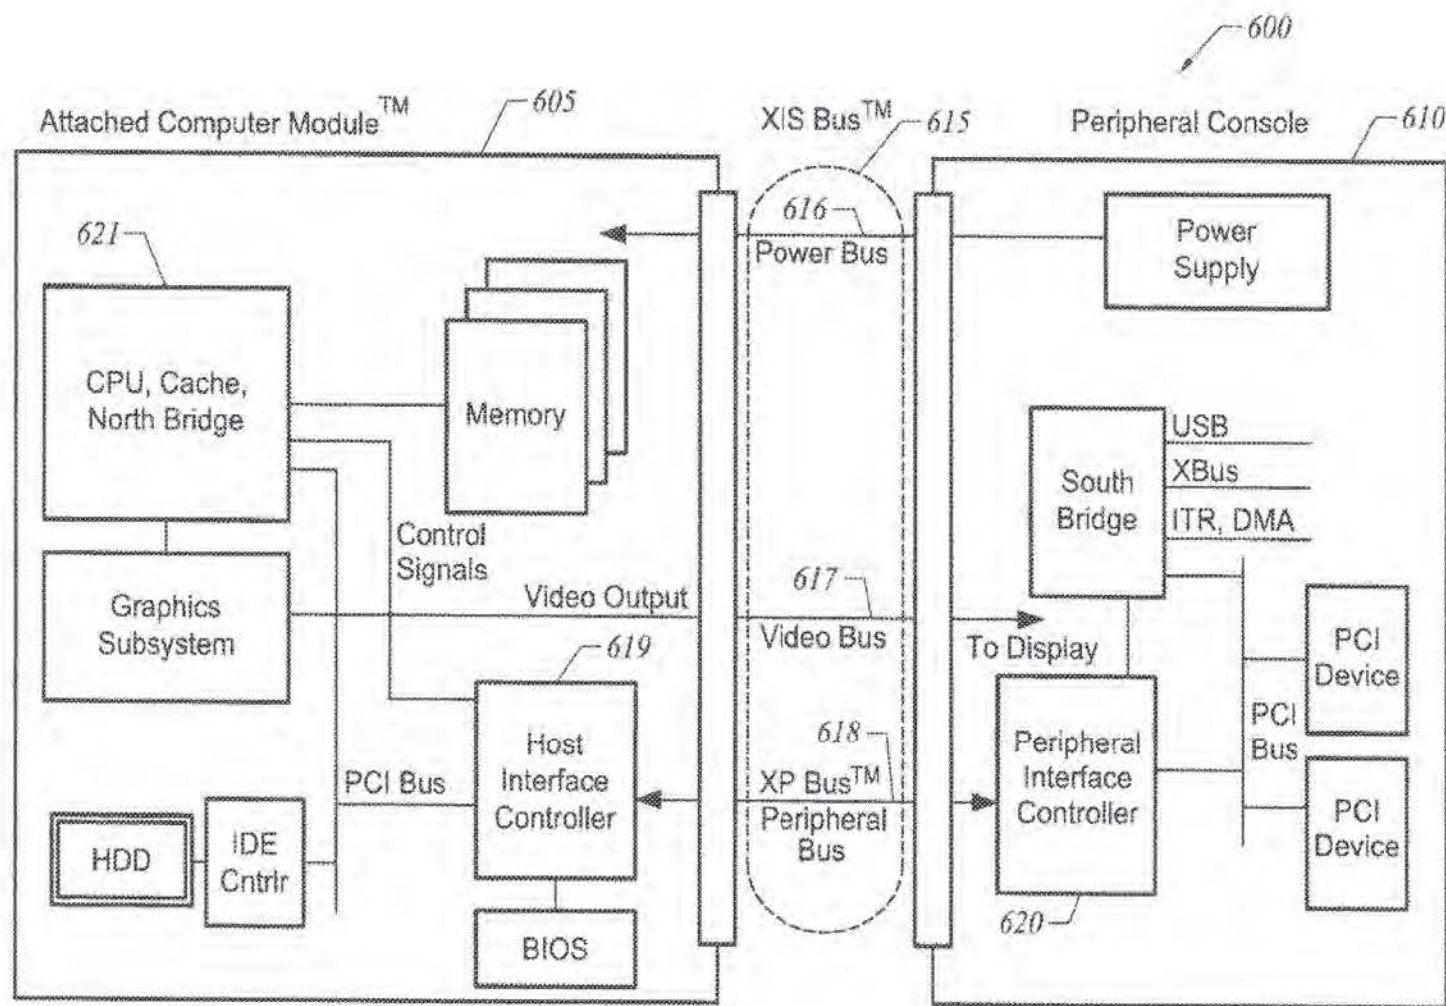 600
Attached Computer Module™
605
XIS Bus™
615
Peripheral Console
610
621
CPU, Cache,
North Bridge
Memory
616
Power Bus
Power
Supply
Control
Signals
South
Bridge
USB
XBus
ITR, DMA
Graphics
Subsystem
Video Output
617
Video Bus
To Display
PCI
Device
619
Host
Interface
Controller
PCI Bus
618
XP Bus™
Peripheral
Bus
Peripheral
Interface
Controller
620
PCI
Bus
PCI
Device
HDD
IDE
Cntrlr
BIOS